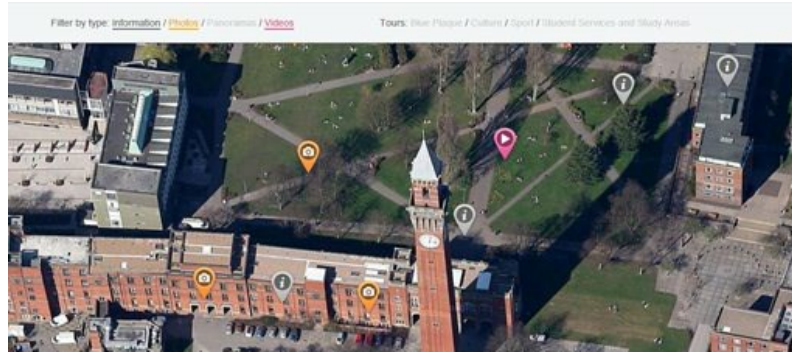 Filter by type: Information / Photos / Panoramas / Videos
Tours: Blue Plaque / Culture / Sport / Student Services and Study Areas